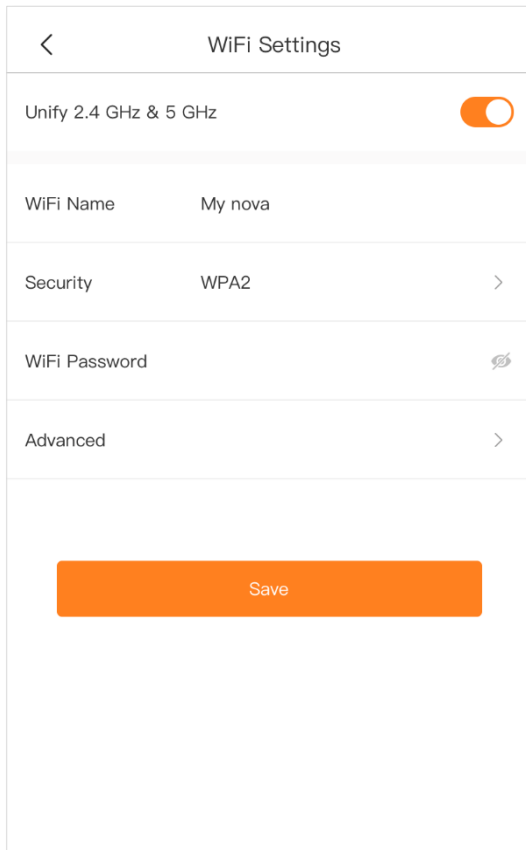 WiFi Settings
Unify 2.4 GHz & 5 GHz
WiFi Name My nova
Security WPA2
WiFi Password
Advanced
Save